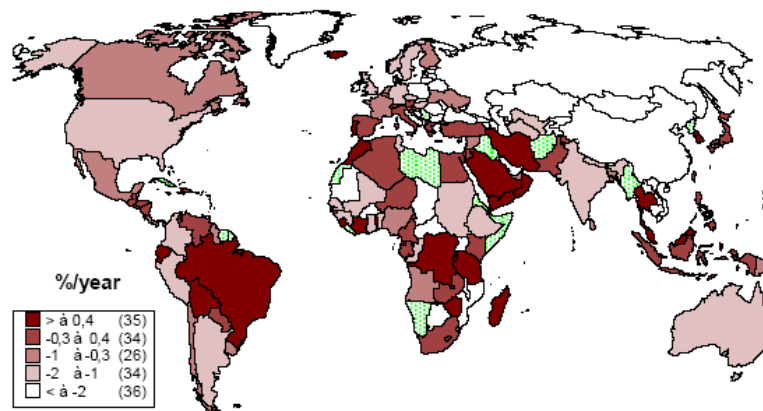 %/year
> à 0,4 (35)
-0,3 à 0,4 (34)
-1 à -0,3 (26)
-2 à -1 (34)
< à -2 (36)